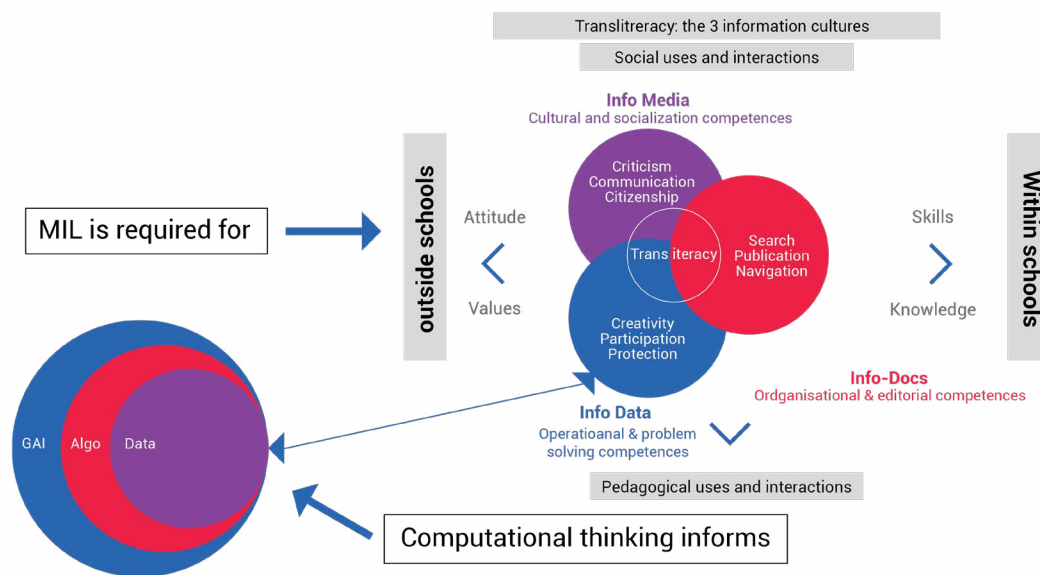 Translitreracy: the 3 information cultures
Social uses and interactions
Info Media
Cultural and socialization competences
outside schools
Within schools
Criticism
Communication
Citizenship
MIL is required for
Attitude
Values
Trans iteracy
Search
Publication
Navigation
Skills
Knowledge
Creativity
Participation
Protection
Info-Docs
Ordganisational & editorial competences
Info Data
Operatioanal & problem
solving competences
GAI
Algo
Data
Pedagogical uses and interactions
Computational thinking informs